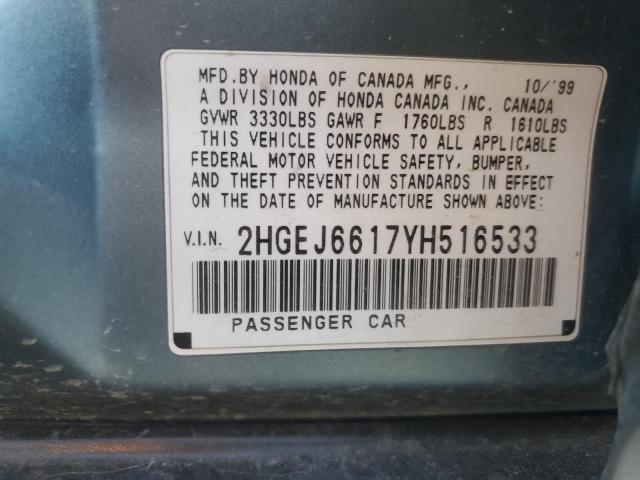 MFD.BY HONDA OF CANADA MFG., 10/'99
A DIVISION OF HONDA CANADA INC. CANADA
GVWR 3330LBS GAWR F 1760LBS R 1610LBS
THIS VEHICLE CONFORMS TO ALL APPLICABLE
FEDERAL MOTOR VEHICLE SAFETY, BUMPER,
AND THEFT PREVENTION STANDARDS IN EFFECT
ON THE DATE OF MANUFACTURE SHOWN ABOVE:
V.I.N. 2HGEJ6617YH516533
PASSENGER CAR